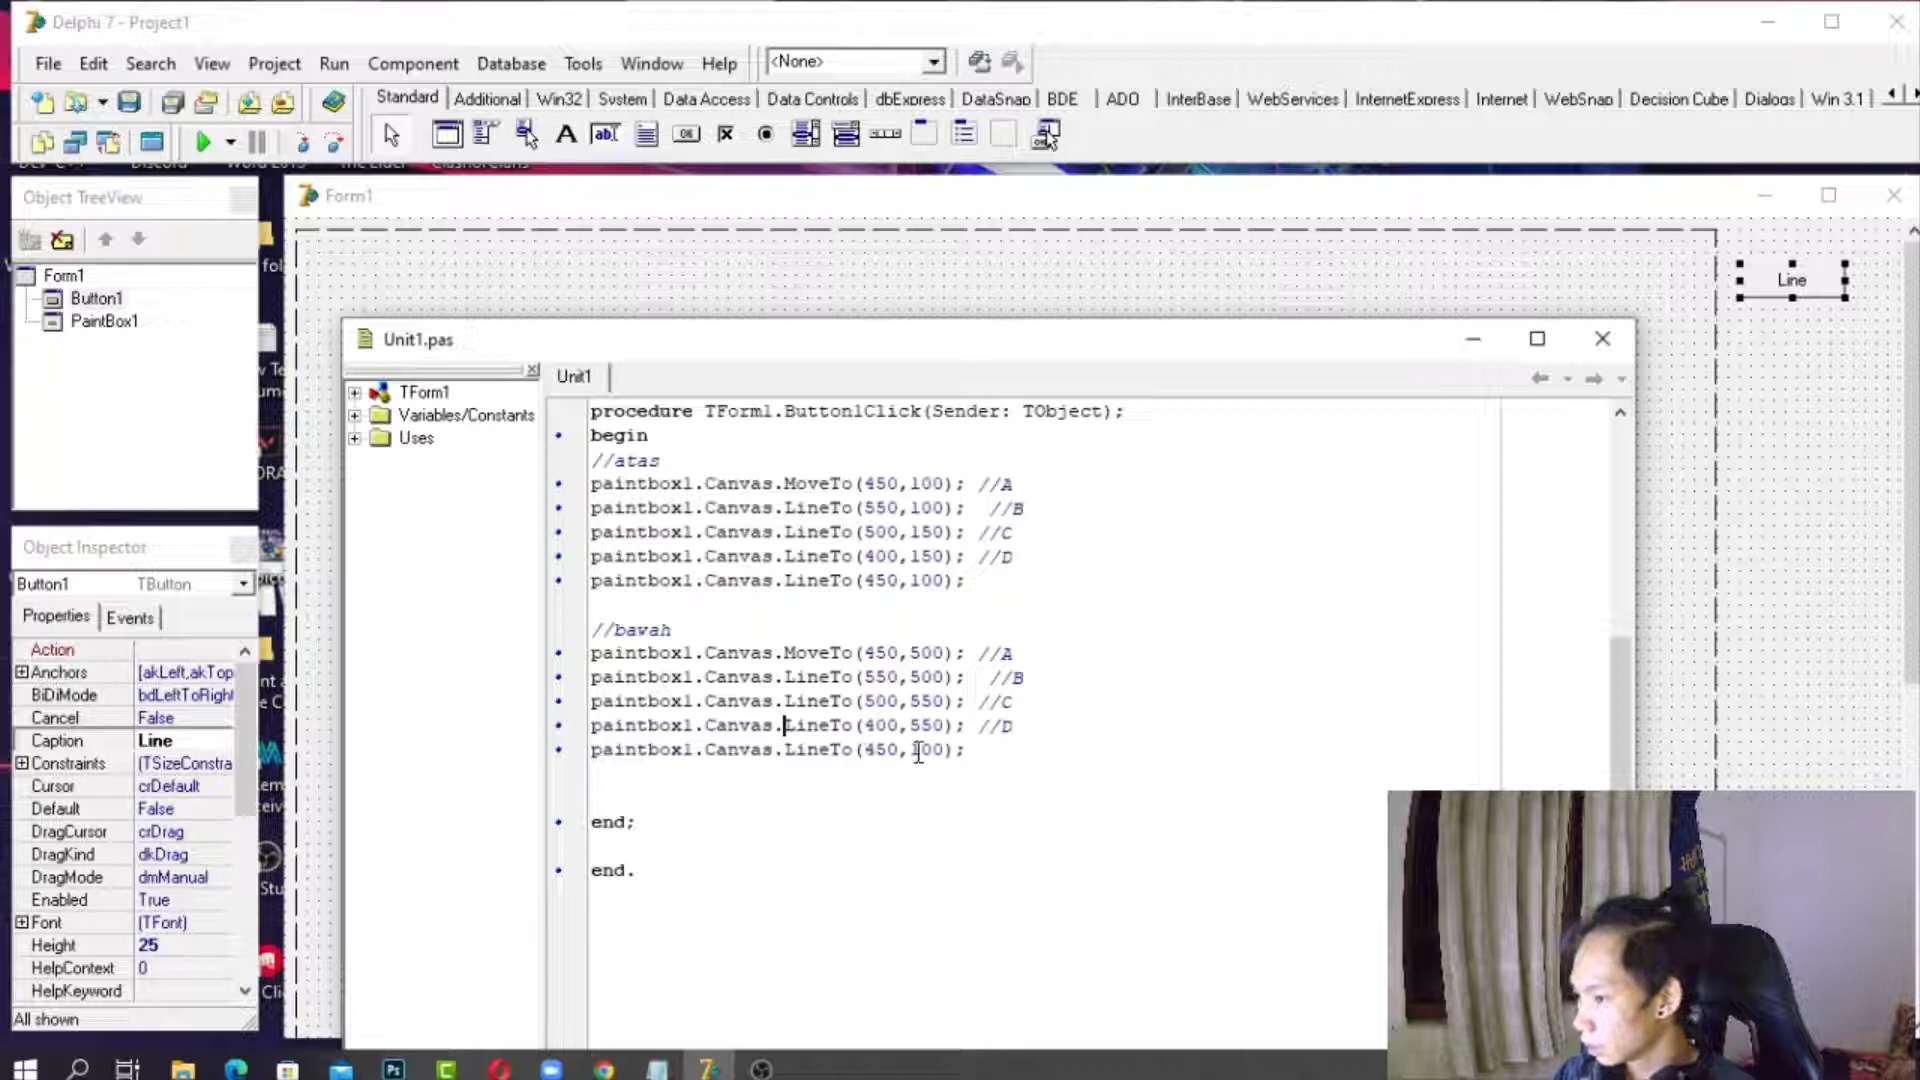 Delphi 7 - Project1
File Edit Search View Project Run Component Database Tools Window Help <None>
Standard Additional Win32 System Data Access Data Controls dbExpress DataSnap BDE ADO InterBase WebServices InternetExpress Internet WebSnap Decision Cube Dialogs Win 3.1
Object TreeView
Form1
Form1
Button1
PaintBox1
Line
Unit1.pas
TForm1
Variables/Constants
Uses
Unit1
procedure TForm1.Button1Click(Sender: TObject);
begin
//atas
paintbox1.Canvas.MoveTo(450,100); //A
paintbox1.Canvas.LineTo(550,100); //B
paintbox1.Canvas.LineTo(500,150); //C
paintbox1.Canvas.LineTo(400,150); //D
paintbox1.Canvas.LineTo(450,100);
//bawah
paintbox1.Canvas.MoveTo(450,500); //A
paintbox1.Canvas.LineTo(550,500); //B
paintbox1.Canvas.LineTo(500,550); //C
paintbox1.Canvas.LineTo(400,550); //D
paintbox1.Canvas.LineTo(450,100);
end;
end.
Object Inspector
Button1 TButton
Properties Events
Action
Anchors [akLeft,akTop
BiDiMode bdLeftToRight
Cancel False
Caption Line
Constraints (TSizeConstra
Cursor crDefault
Default False
DragCursor crDrag
DragKind dkDrag
DragMode dmManual
Enabled True
Font (TFont)
Height 25
HelpContext 0
HelpKeyword
All shown